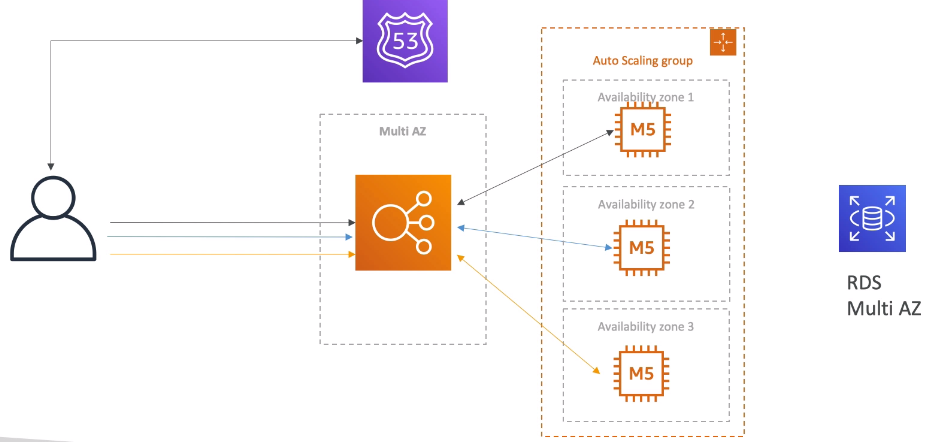 53
Auto Scaling group
Multi AZ
Availability zone 1
M5
Availability zone 2
M5
Availability zone 3
M5
RDS
Multi AZ